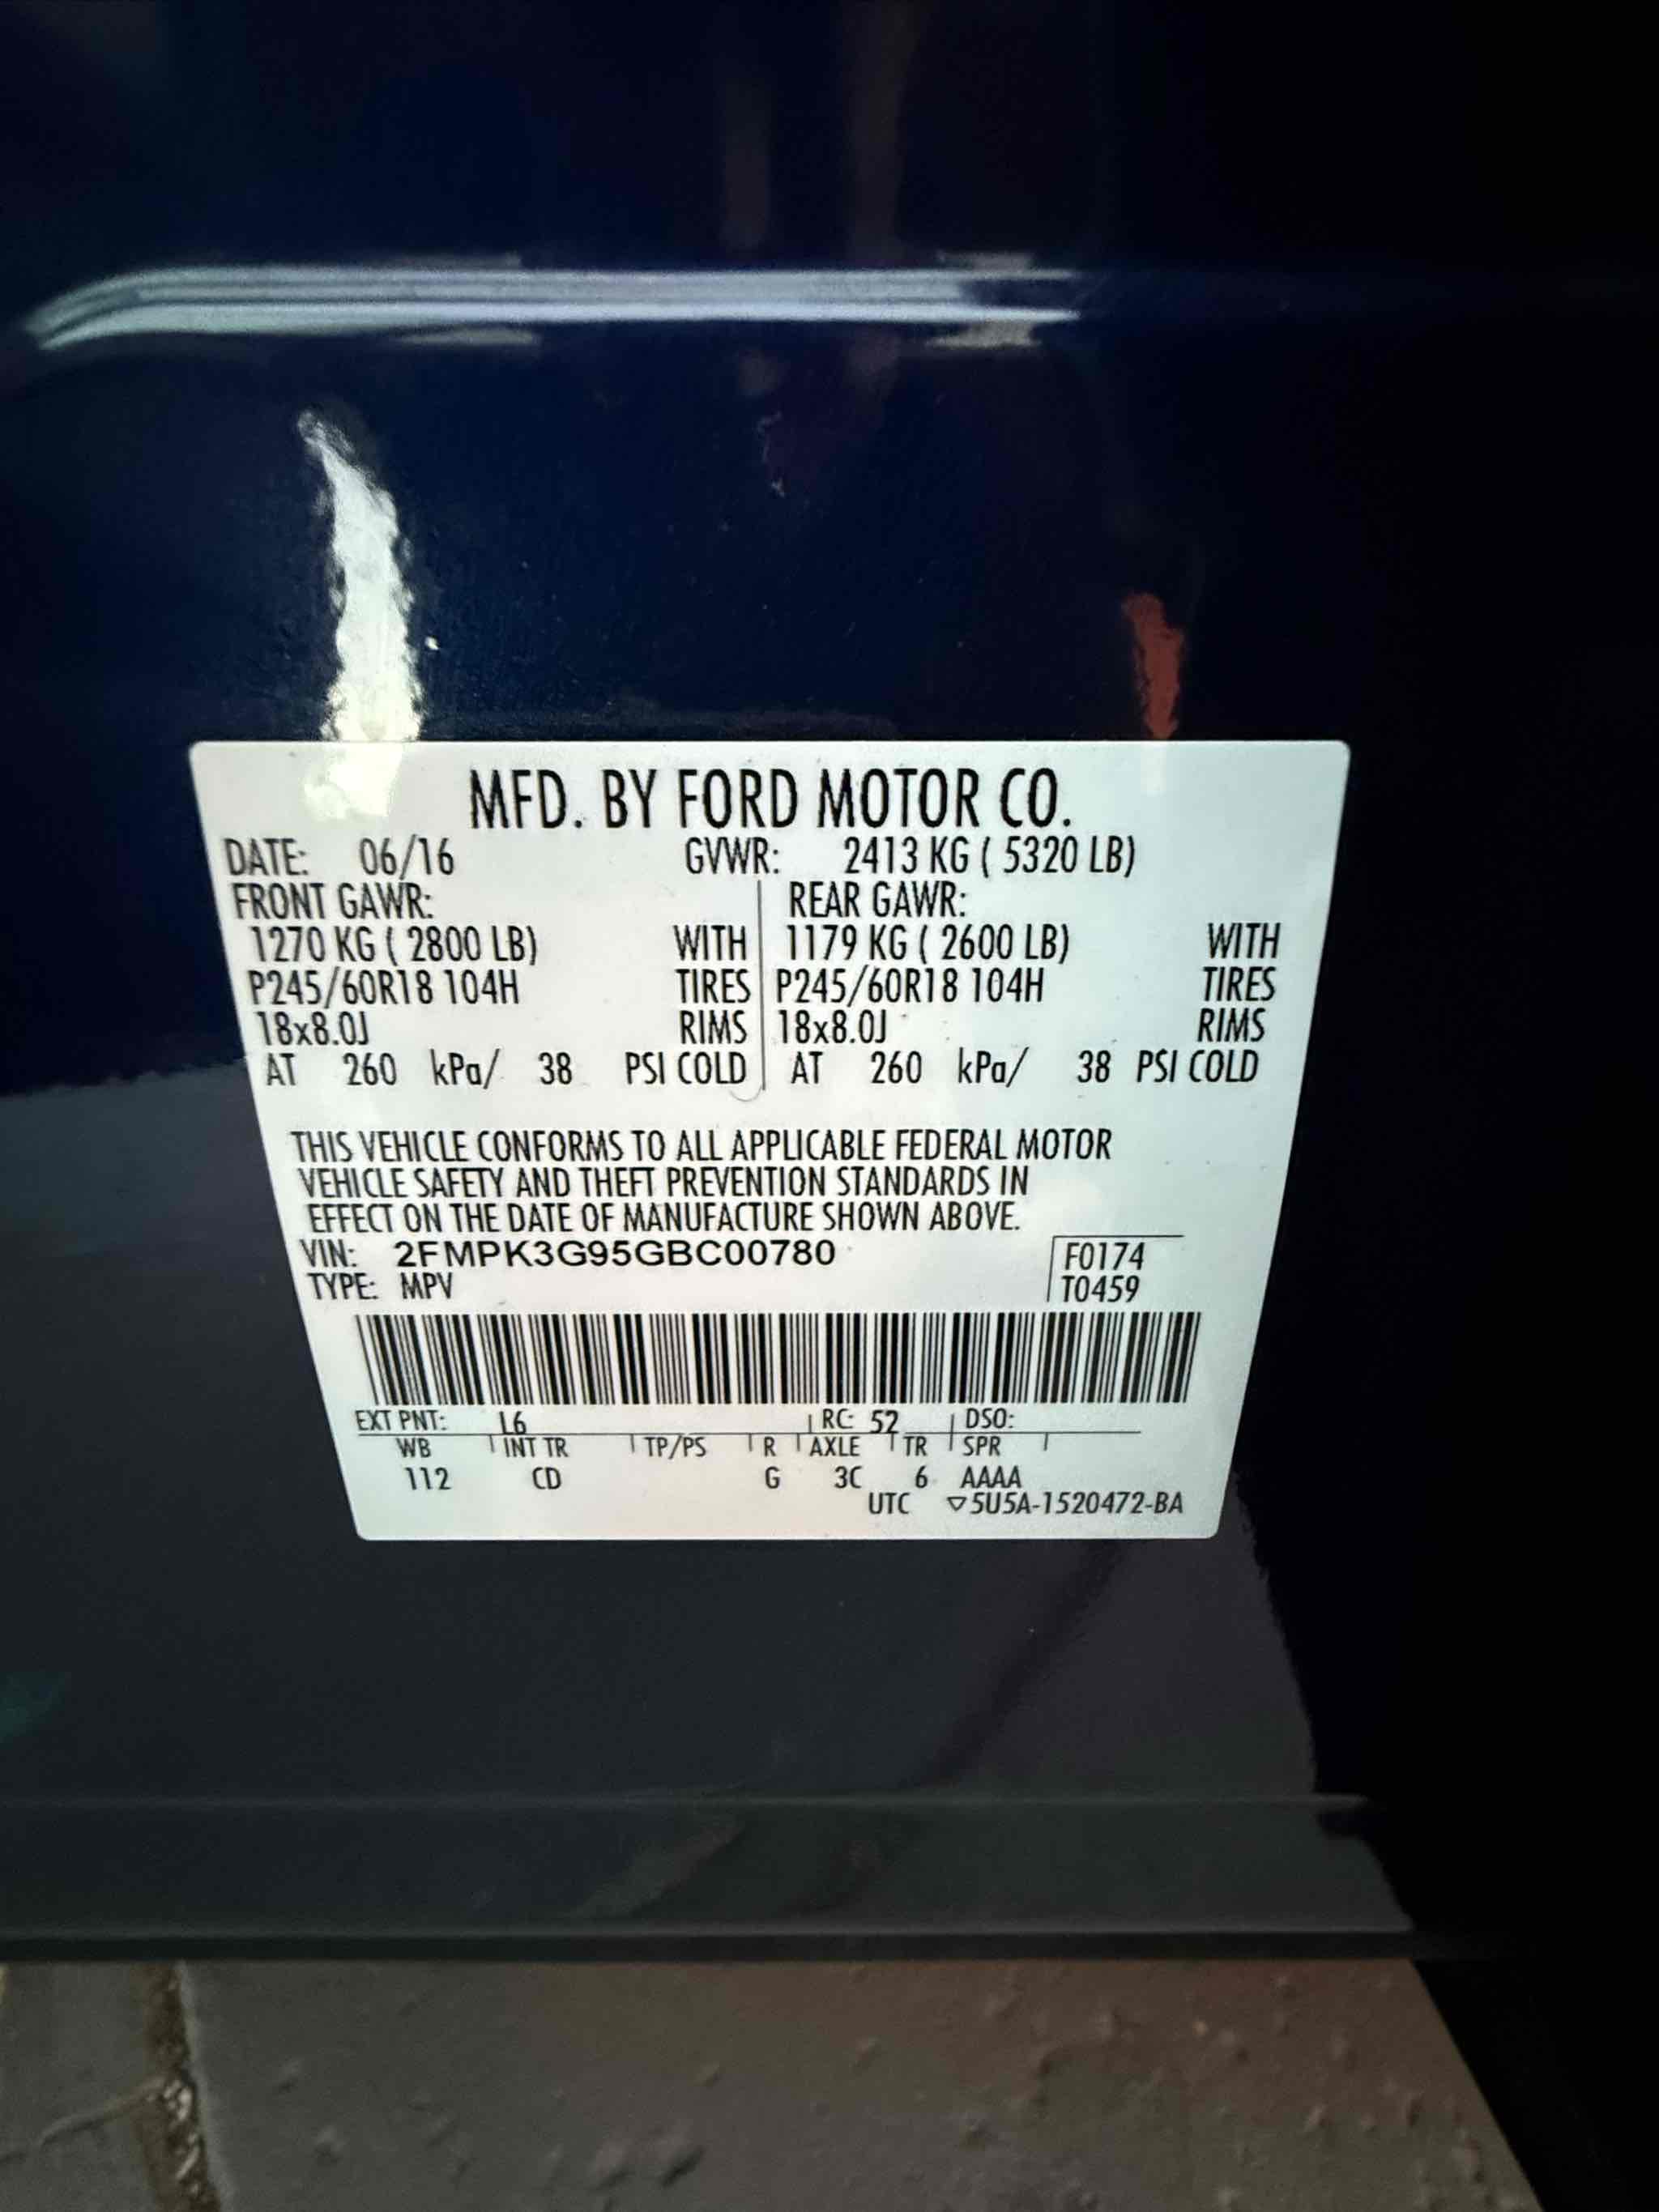 MFD. BY FORD MOTOR CO.
DATE: 06/16 GVWR: 2413 KG ( 5320 LB)
FRONT GAWR: REAR GAWR:
1270 KG ( 2800 LB) WITH 1179 KG ( 2600 LB) WITH
P245/60R18 104H TIRES P245/60R18 104H TIRES
18x8.0J RIMS 18x8.0J RIMS
AT 260 kPa/ 38 PSI COLD AT 260 kPa/ 38 PSI COLD
THIS VEHICLE CONFORMS TO ALL APPLICABLE FEDERAL MOTOR
VEHICLE SAFETY AND THEFT PREVENTION STANDARDS IN
EFFECT ON THE DATE OF MANUFACTURE SHOWN ABOVE.
VIN: 2FMPK3G95GBC00780 F0174
TYPE: MPV T0459
EXT PNT: L6 RC: 52 DSO:
WB INT TR TP/PS R AXLE TR SPR
112 CD G 3C 6 AAAA
UTC ▽5U5A-1520472-BA